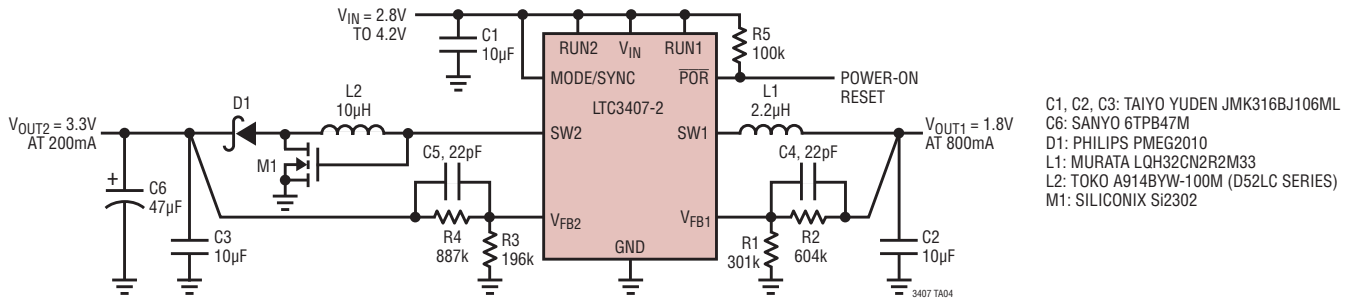 VIN = 2.8V
TO 4.2V
C1
10µF
R5
100k
RUN2
VIN
RUN1
MODE/SYNC
POR
POWER-ON
RESET
LTC3407-2
D1
L2
10µH
L1
2.2µH
VOUT2 = 3.3V
AT 200mA
SW2
SW1
VOUT1 = 1.8V
AT 800mA
M1
C5, 22pF
C4, 22pF
+
C6
47µF
C3
10µF
R4
887k
R3
196k
VFB2
VFB1
GND
R1
301k
R2
604k
C2
10µF
3407 TA04
C1, C2, C3: TAIYO YUDEN JMK316BJ106ML
C6: SANYO 6TPB47M
D1: PHILIPS PMEG2010
L1: MURATA LQH32CN2R2M33
L2: TOKO A914BYW-100M (D52LC SERIES)
M1: SILICONIX Si2302